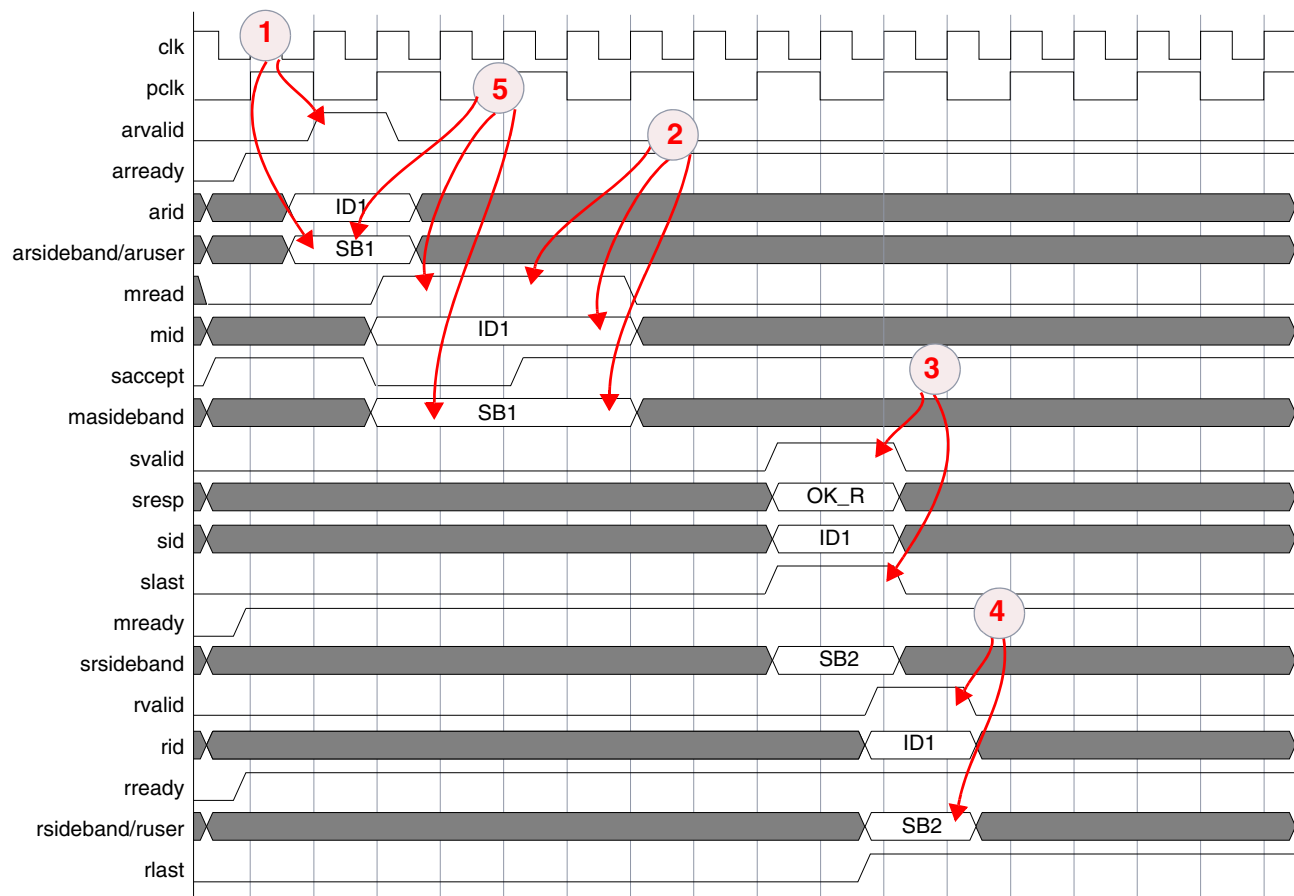 clk
1
pclk
5
arvalid
2
arready
arid ID1
arsideband/aruser SB1
mread
mid ID1
saccept
3
masideband SB1
svalid
sresp OK_R
sid ID1
slast
mready
4
srsideband SB2
rvalid
rid ID1
rready
rsideband/ruser SB2
rlast